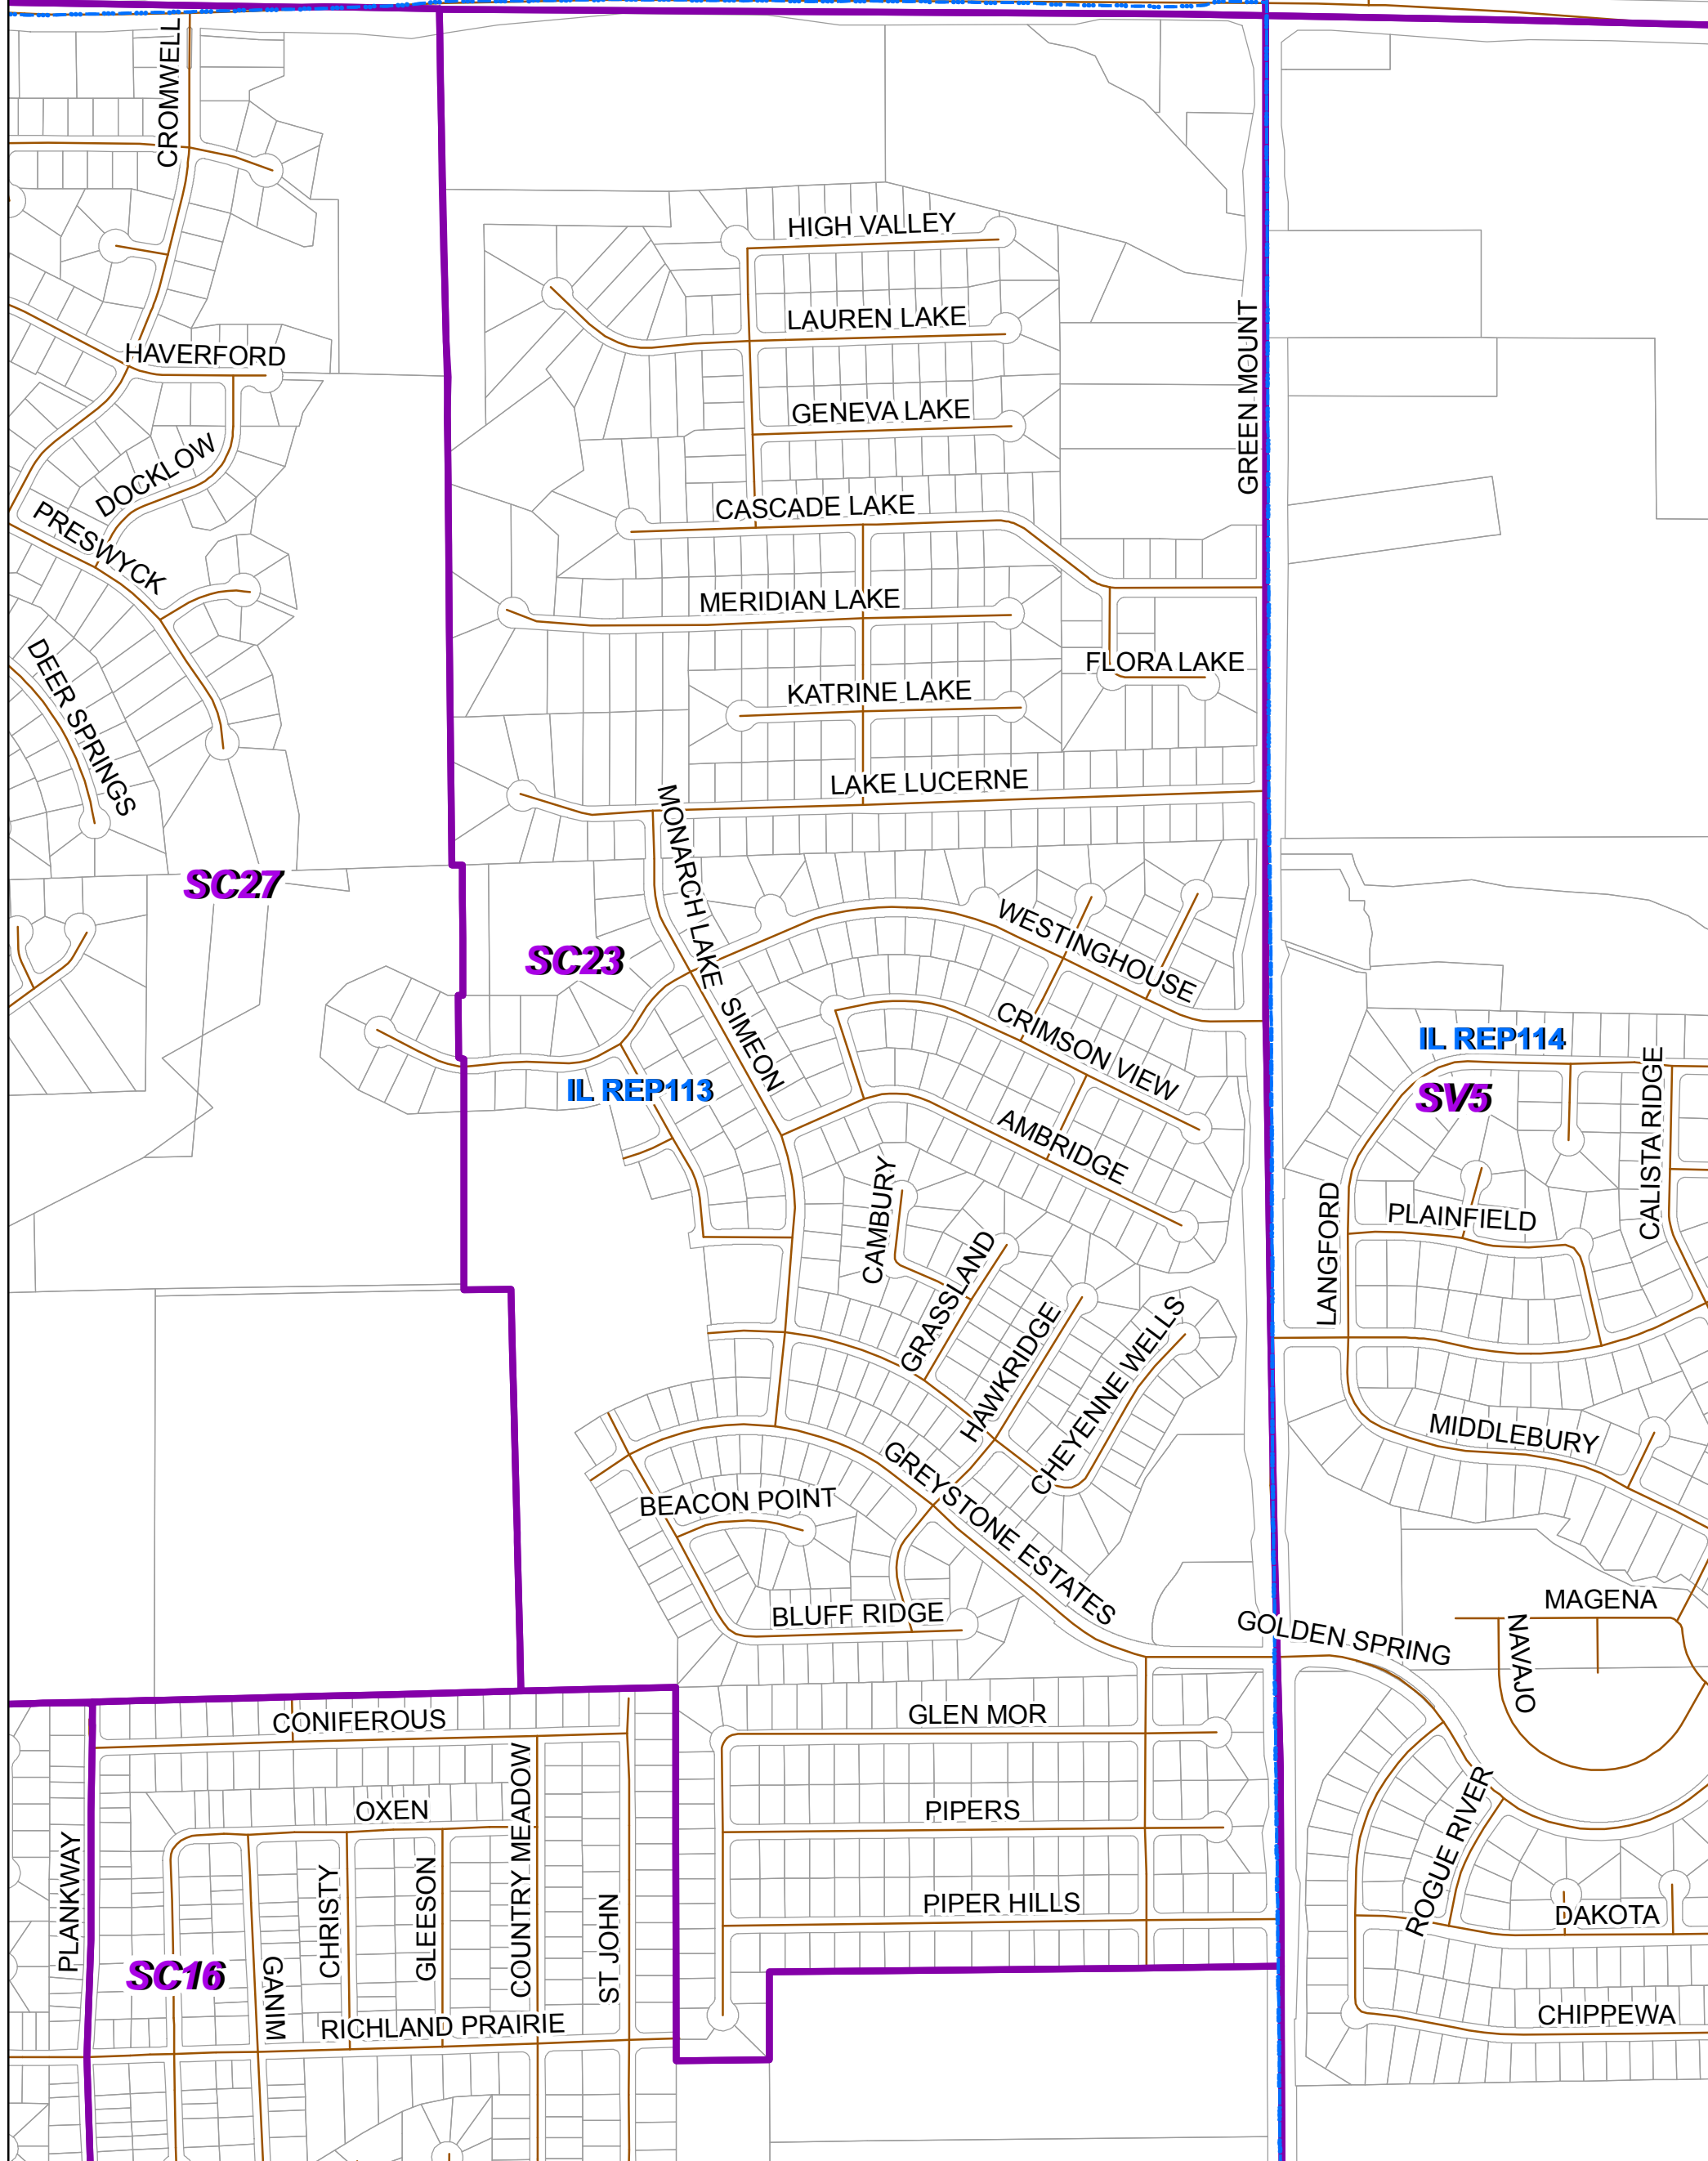 CROMWELL
HIGH VALLEY
LAUREN LAKE
GREEN MOUNT
HAVERFORD
GENEVA LAKE
DOCKLOW
CASCADE LAKE
PRESWYCK
MERIDIAN LAKE
FLORA LAKE
DEER SPRINGS
KATRINE LAKE
LAKE LUCERNE
MONARCH LAKE
SC27
SC23
WESTINGHOUSE
SIMEON
CRIMSON VIEW
IL REP114
IL REP113
SV5
CALISTA RIDGE
AMBRIDGE
CAMBURY
LANGFORD
PLAINFIELD
GRASSLAND
HAWKRIDGE
CHEYENNE WELLS
MIDDLEBURY
GREYSTONE ESTATES
BEACON POINT
BLUFF RIDGE
MAGENA
GOLDEN SPRING
NAVAJO
GLEN MOR
CONIFEROUS
OXEN
PIPERS
COUNTRY MEADOW
PLANKWAY
CHRISTY
GLEESON
ROGUE RIVER
ST JOHN
PIPER HILLS
DAKOTA
SC16
GANIM
CHIPPEWA
RICHLAND PRAIRIE